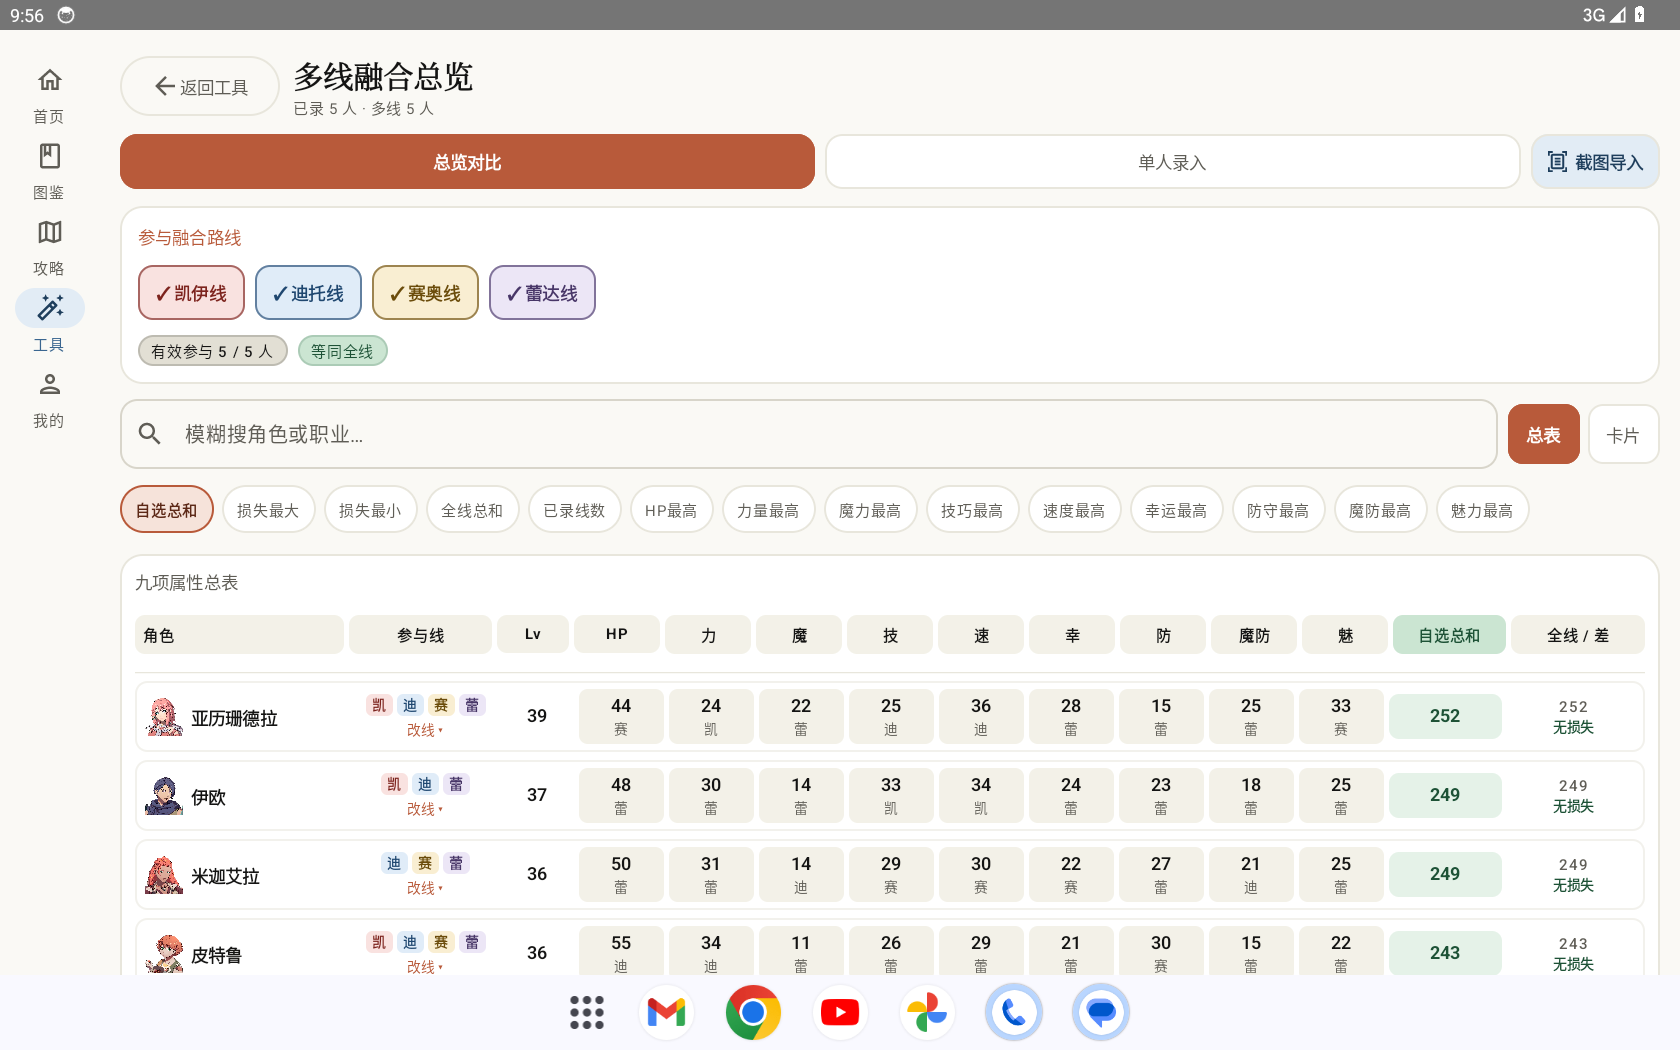 9:56
3G
首页
图鉴
攻略
工具
我的
返回工具
多线融合总览
已录 5 人 · 多线 5 人
总览对比
单人录入
截图导入
参与融合路线
✓凯伊线
✓迪托线
✓赛奥线
✓蕾达线
有效参与 5 / 5 人
等同全线
模糊搜角色或职业...
总表
卡片
自选总和
损失最大
损失最小
全线总和
已录线数
HP最高
力量最高
魔力最高
技巧最高
速度最高
幸运最高
防守最高
魔防最高
魅力最高
九项属性总表
角色 参与线 Lv HP 力 魔 技 速 幸 防 魔防 魅 自选总和 全线 / 差
凯 迪 赛 蕾 44 24 22 25 36 28 15 25 33 252
亚历珊德拉 39 252
改线 ▾ 赛 凯 蕾 迪 迪 蕾 蕾 蕾 赛 无损失
凯 迪 蕾 48 30 14 33 34 24 23 18 25 249
伊欧 37 249
改线 ▾ 蕾 蕾 蕾 凯 凯 蕾 蕾 蕾 蕾 无损失
迪 赛 蕾 50 31 14 29 30 22 27 21 25 249
米迦艾拉 36 249
改线 ▾ 蕾 蕾 迪 赛 赛 赛 蕾 迪 蕾 无损失
凯 迪 赛 蕾 55 34 11 26 29 21 30 15 22 243
皮特鲁 36 243
改线 ▾ 迪 迪 蕾 蕾 蕾 蕾 赛 蕾 蕾 无损失